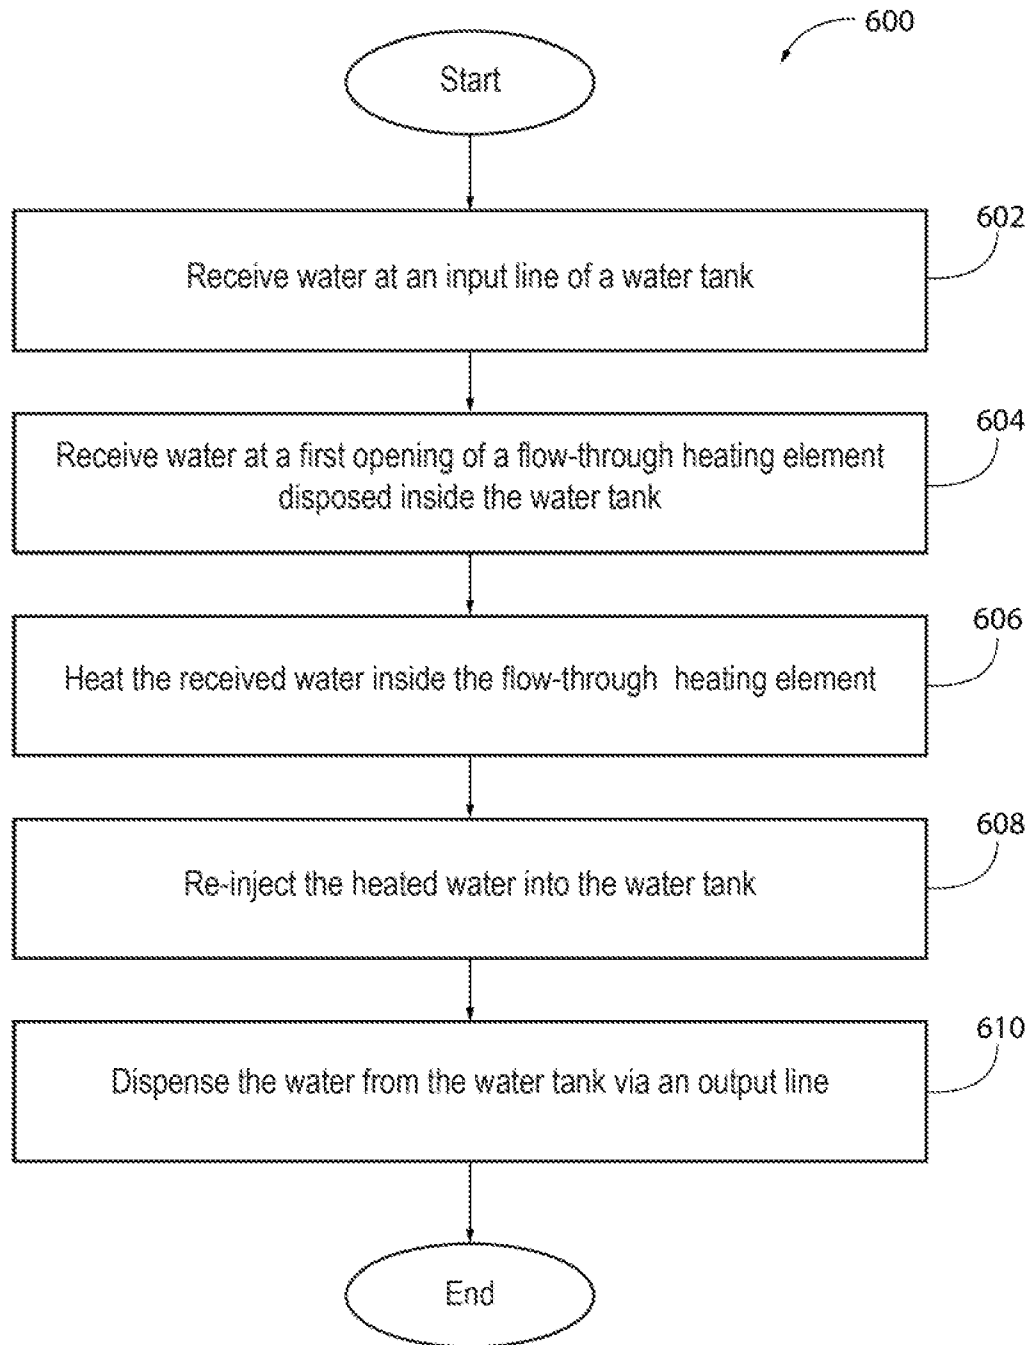 600
Start
602
Receive water at an input line of a water tank
604
Receive water at a first opening of a flow-through heating element
disposed inside the water tank
606
Heat the received water inside the flow-through heating element
608
Re-inject the heated water into the water tank
610
Dispense the water from the water tank via an output line
End